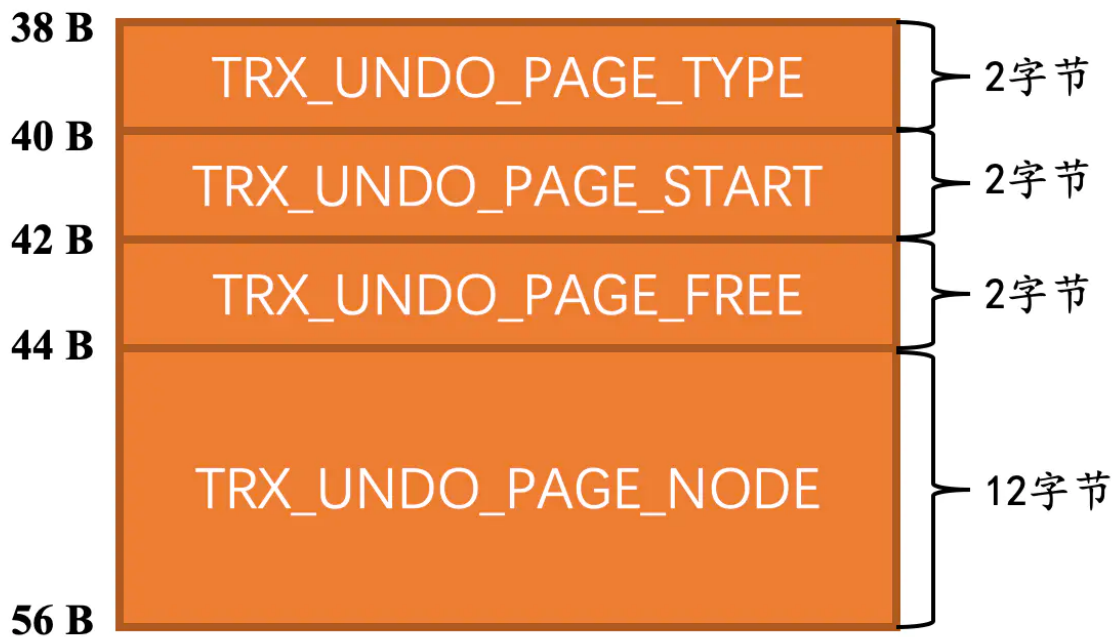 38 B
TRX_UNDO_PAGE_TYPE
2字节
40 B
TRX_UNDO_PAGE_START
2字节
42 B
TRX_UNDO_PAGE_FREE
2字节
44 B
TRX_UNDO_PAGE_NODE
12字节
56 B